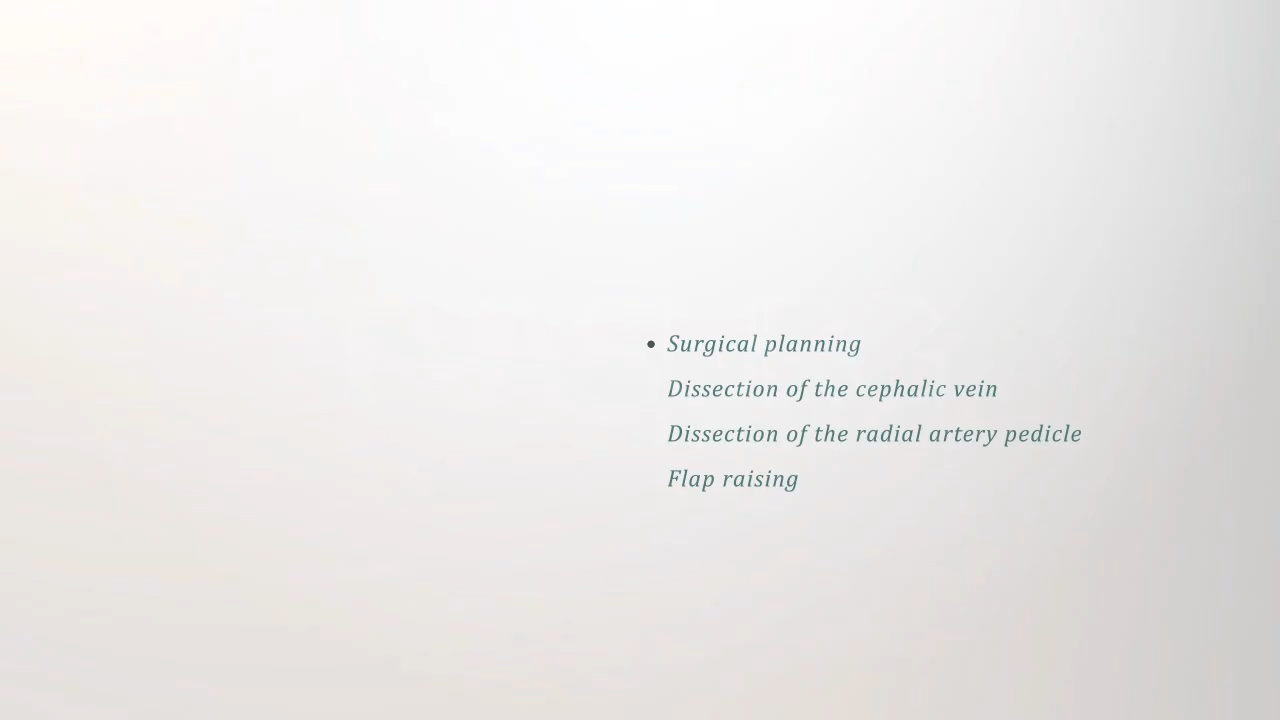 • Surgical planning
Dissection of the cephalic vein
Dissection of the radial artery pedicle
Flap raising